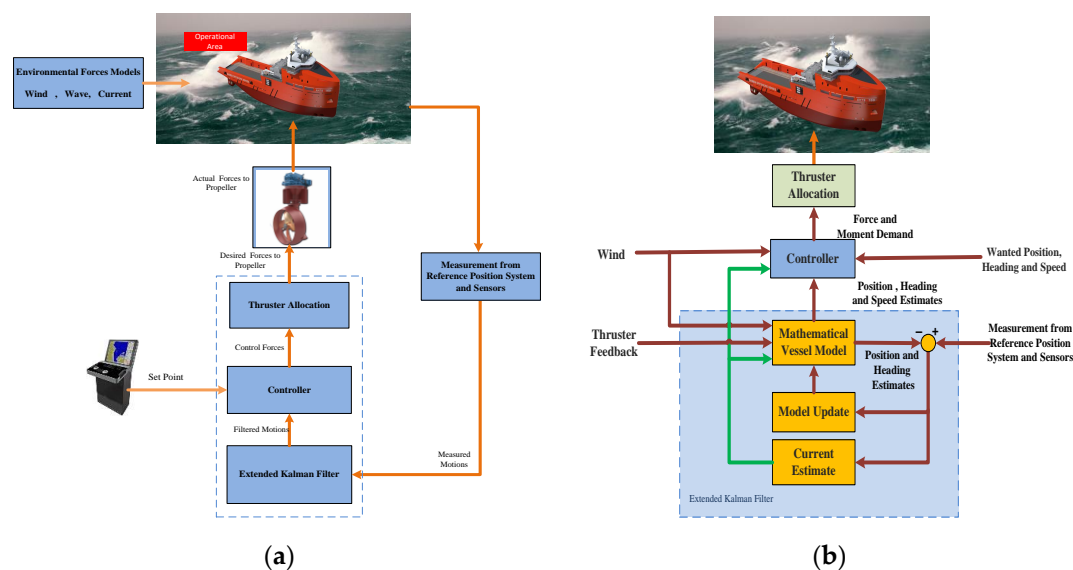 Operational
Area
Environmental Forces Models
Wind , Wave, Current
Actual Forces to
Propeller
Desired Forces to
Propeller
Measurement from
Reference Position System
and Sensors
Thruster Allocation
Control Forces
Set Point
Controller
Filtered Motions
Extended Kalman Filter
Measured
Motions
(a)
Thruster
Allocation
Force and
Moment Demand
Wind
Controller
Wanted Position,
Heading and Speed
Position , Heading
and Speed Estimates
Thruster
Feedback
Mathematical
Vessel Model
− +
Measurement from
Reference Position
System and Sensors
Position and
Heading
Estimates
Model Update
Current
Estimate
Extended Kalman Filter
(b)